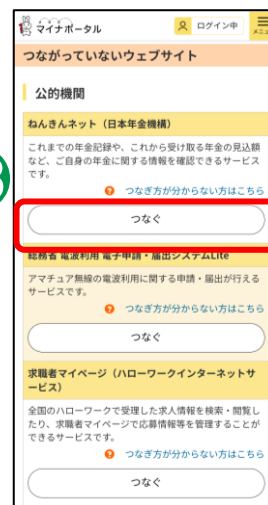 マイナポータル
ログイン中
メニュー
つながっていないウェブサイト
公的機関
ねんきんネット（日本年金機構）
これまでの年金記録や、これから受け取る年金の見込額
など、ご自身の年金に関する情報を確認できるサービス
です。
つなぎ方が分からない方はこちら
つなぐ
総務省 電波利用 電子申請・届出システムLite
アマチュア無線の電波利用に関する申請・届出が行える
サービスです。
つなぎ方が分からない方はこちら
つなぐ
求職者マイページ（ハローワークインターネットサ
ービス）
全国のハローワークで受理した求人情報を検索・閲覧し
たり、求職者マイページで応募情報等を管理することが
できるサービスです。
つなぎ方が分からない方はこちら
つなぐ